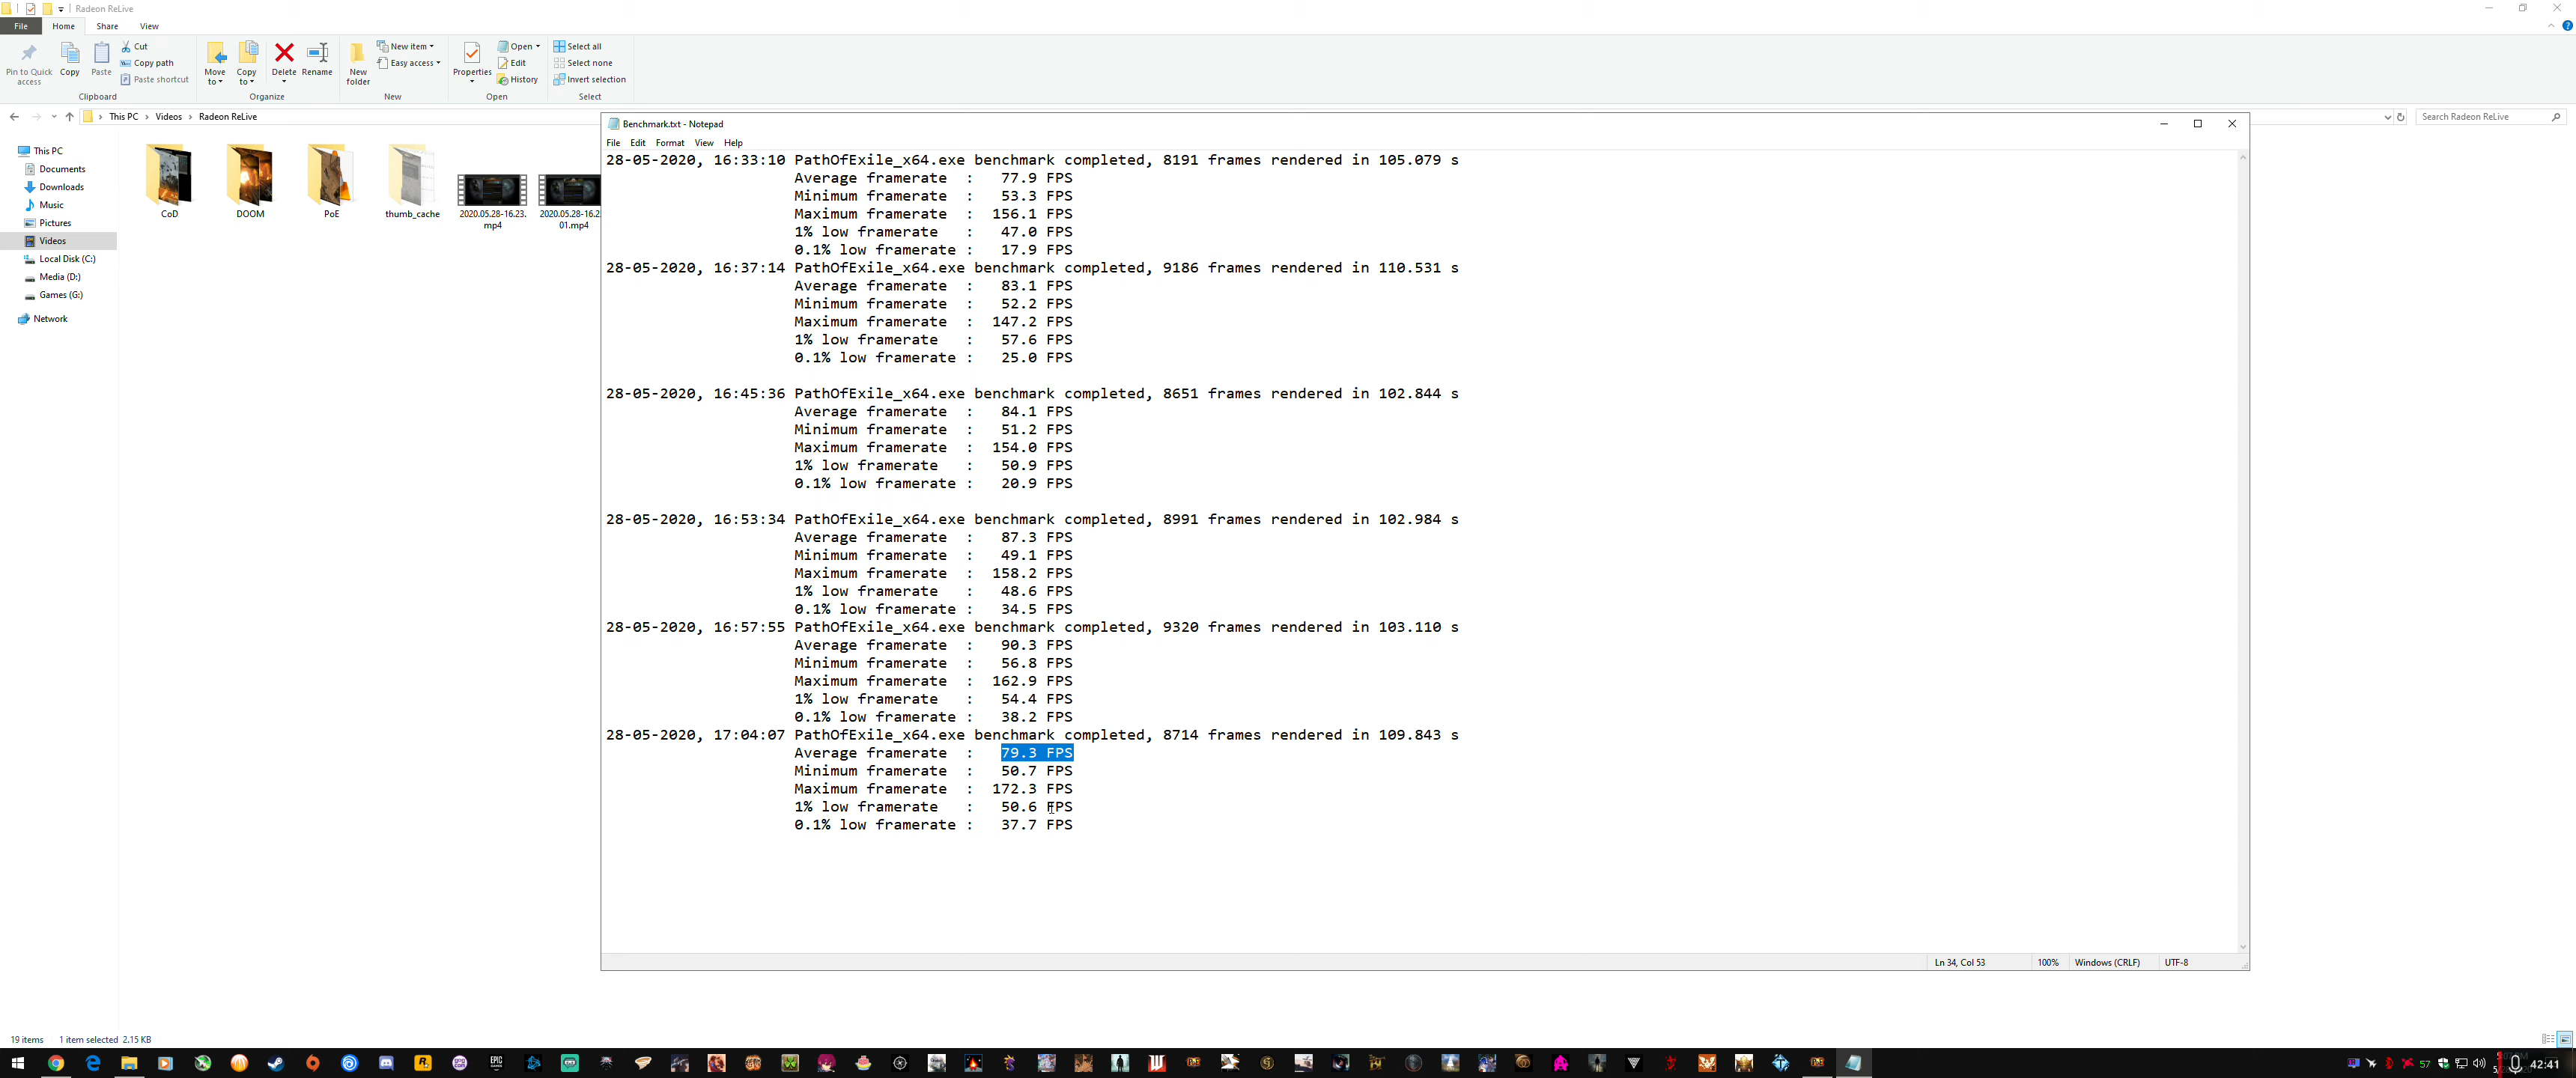 Radeon ReLive
File Home Share View
Pin to Quick access
Copy
Paste
Cut
Copy path
Paste shortcut
Clipboard
Move to
Copy to
Delete
Rename
Organize
New folder
New item
Easy access
New
Properties
Open
Edit
History
Open
Select all
Select none
Invert selection
Select
This PC > Videos > Radeon ReLive
Search Radeon ReLive
This PC
Documents
Downloads
Music
Pictures
Videos
Local Disk (C:)
Media (D:)
Games (G:)
Network
CoD
DOOM
PoE
thumb_cache
2020.05.28-16.23.
mp4
2020.05.28-16.2
01.mp4
Benchmark.txt - Notepad
File Edit Format View Help
28-05-2020, 16:33:10 PathOfExile_x64.exe benchmark completed, 8191 frames rendered in 105.079 s
Average framerate : 77.9 FPS
Minimum framerate : 53.3 FPS
Maximum framerate : 156.1 FPS
1% low framerate : 47.0 FPS
0.1% low framerate : 17.9 FPS
28-05-2020, 16:37:14 PathOfExile_x64.exe benchmark completed, 9186 frames rendered in 110.531 s
Average framerate : 83.1 FPS
Minimum framerate : 52.2 FPS
Maximum framerate : 147.2 FPS
1% low framerate : 57.6 FPS
0.1% low framerate : 25.0 FPS
28-05-2020, 16:45:36 PathOfExile_x64.exe benchmark completed, 8651 frames rendered in 102.844 s
Average framerate : 84.1 FPS
Minimum framerate : 51.2 FPS
Maximum framerate : 154.0 FPS
1% low framerate : 50.9 FPS
0.1% low framerate : 20.9 FPS
28-05-2020, 16:53:34 PathOfExile_x64.exe benchmark completed, 8991 frames rendered in 102.984 s
Average framerate : 87.3 FPS
Minimum framerate : 49.1 FPS
Maximum framerate : 158.2 FPS
1% low framerate : 48.6 FPS
0.1% low framerate : 34.5 FPS
28-05-2020, 16:57:55 PathOfExile_x64.exe benchmark completed, 9320 frames rendered in 103.110 s
Average framerate : 90.3 FPS
Minimum framerate : 56.8 FPS
Maximum framerate : 162.9 FPS
1% low framerate : 54.4 FPS
0.1% low framerate : 38.2 FPS
28-05-2020, 17:04:07 PathOfExile_x64.exe benchmark completed, 8714 frames rendered in 109.843 s
Average framerate : 79.3 FPS
Minimum framerate : 50.7 FPS
Maximum framerate : 172.3 FPS
1% low framerate : 50.6 FPS
0.1% low framerate : 37.7 FPS
Ln 34, Col 53 100% Windows (CRLF) UTF-8
19 items 1 item selected 2.15 KB
57
42:41